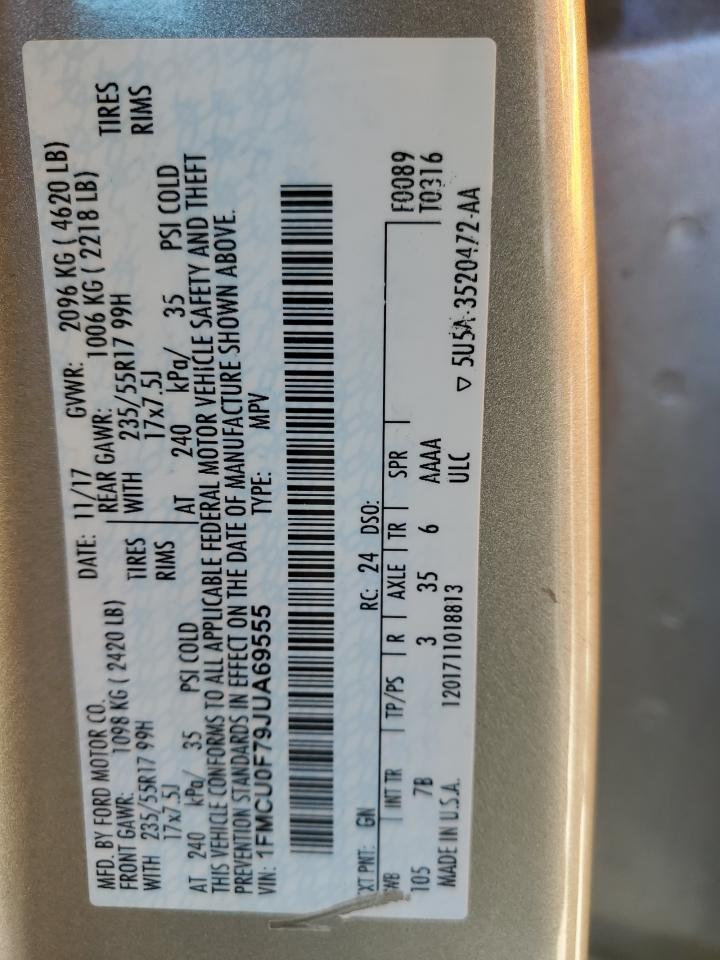 MFD. BY FORD MOTOR CO. DATE: 11/17 GVWR: 2096 KG ( 4620 LB)
FRONT GAWR: 1098 KG ( 2420 LB) REAR GAWR: 1006 KG ( 2218 LB)
WITH 235/55R17 99H TIRES WITH 235/55R17 99H TIRES
17x7.5J RIMS 17x7.5J RIMS
AT 240 kPa/ 35 PSI COLD AT 240 kPa/ 35 PSI COLD
THIS VEHICLE CONFORMS TO ALL APPLICABLE FEDERAL MOTOR VEHICLE SAFETY AND THEFT
PREVENTION STANDARDS IN EFFECT ON THE DATE OF MANUFACTURE SHOWN ABOVE.
VIN: 1FMCU0F79JUA69555 TYPE: MPV
XT PNT: GN RC: 24 DSO: F0089
WB INT TR TP/PS R AXLE TR SPR T0316
105 7B 3 35 6 AAAA
MADE IN U.S.A. 1201711018813 ULC ▽ 5U5A-3520472-AA